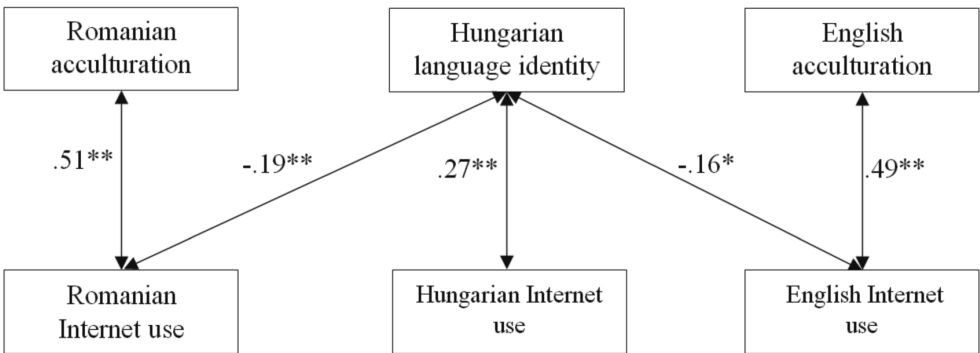 Romanian
acculturation
Hungarian
language identity
English
acculturation
.51**
-.19**
.27**
-.16*
.49**
Romanian
Internet use
Hungarian Internet
use
English Internet
use